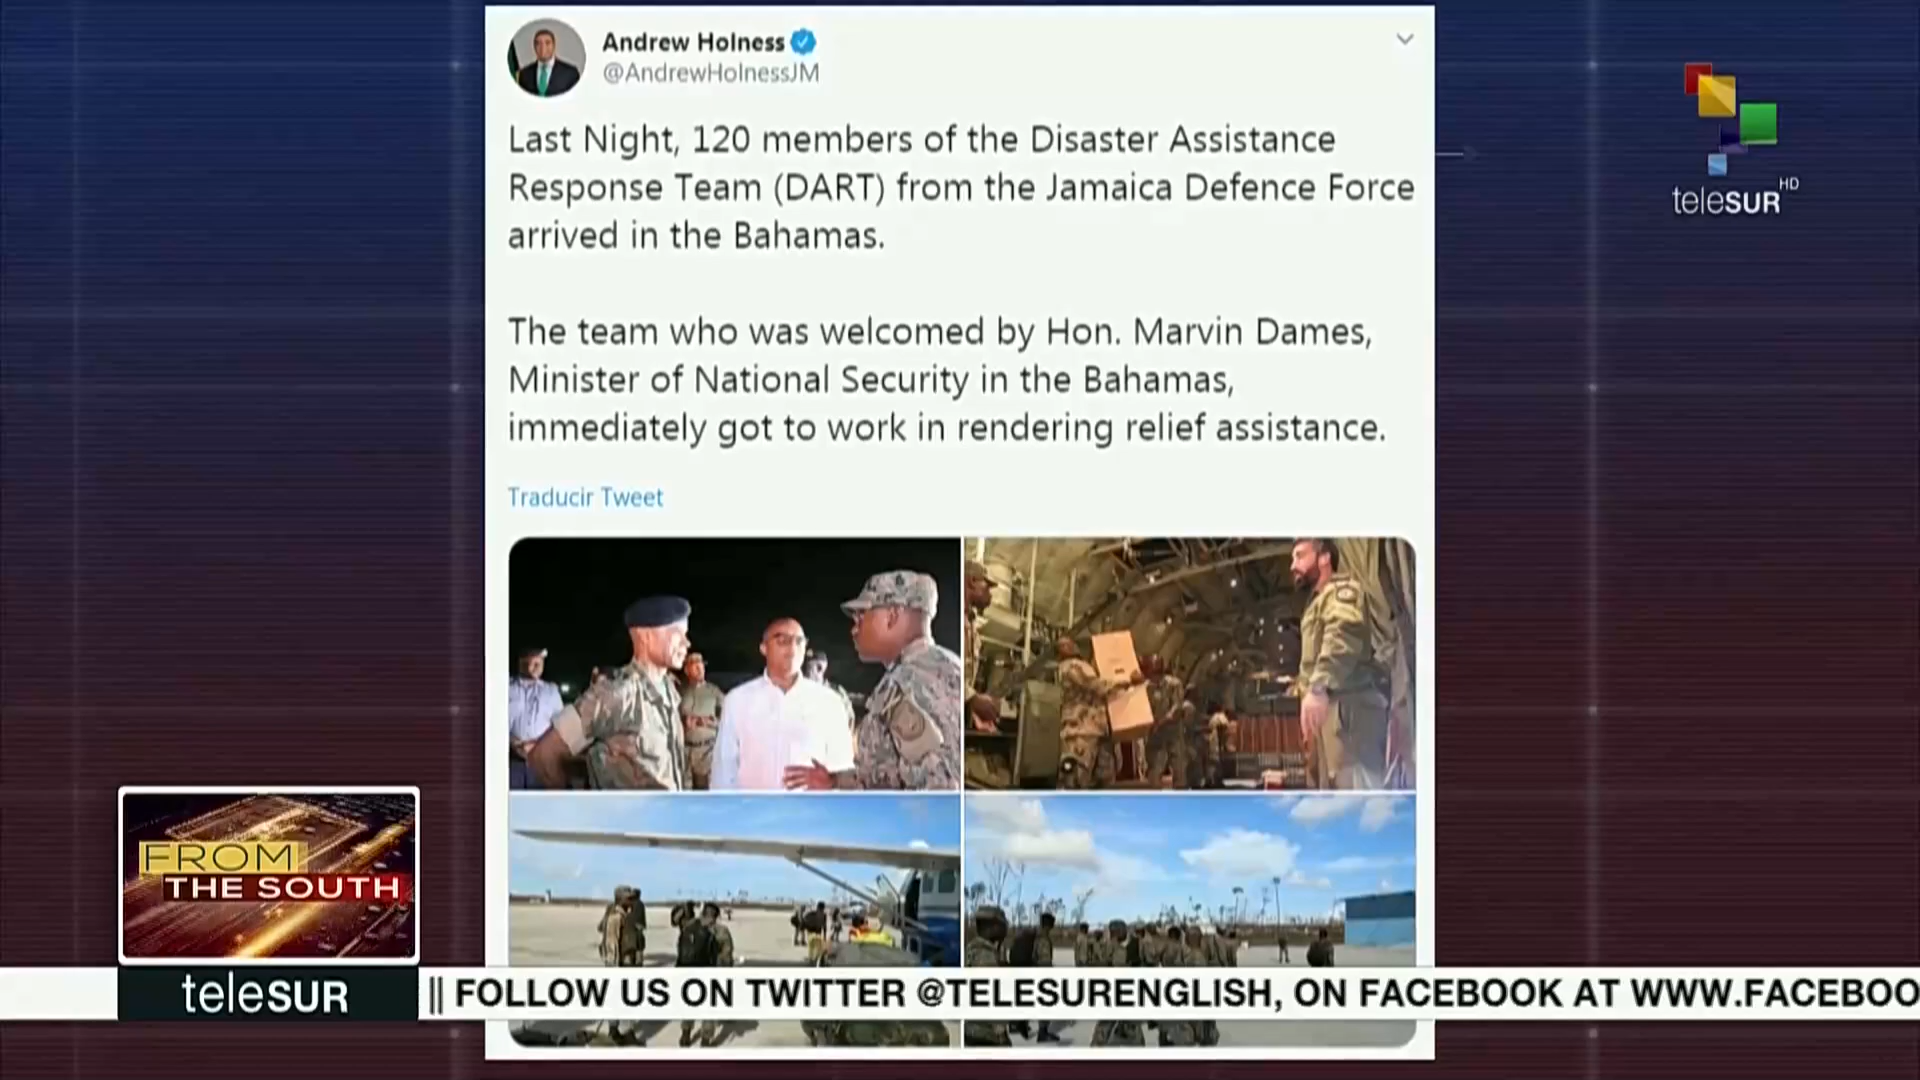 Andrew Holness
@AndrewHolnessJM
Last Night, 120 members of the Disaster Assistance
Response Team (DART) from the Jamaica Defence Force
arrived in the Bahamas.
The team who was welcomed by Hon. Marvin Dames,
Minister of National Security in the Bahamas,
immediately got to work in rendering relief assistance.
Traducir Tweet
HD
teleSUR
FROM
THE SOUTH
teleSUR
|| FOLLOW US ON TWITTER @TELESURENGLISH, ON FACEBOOK AT WWW.FACEBOO